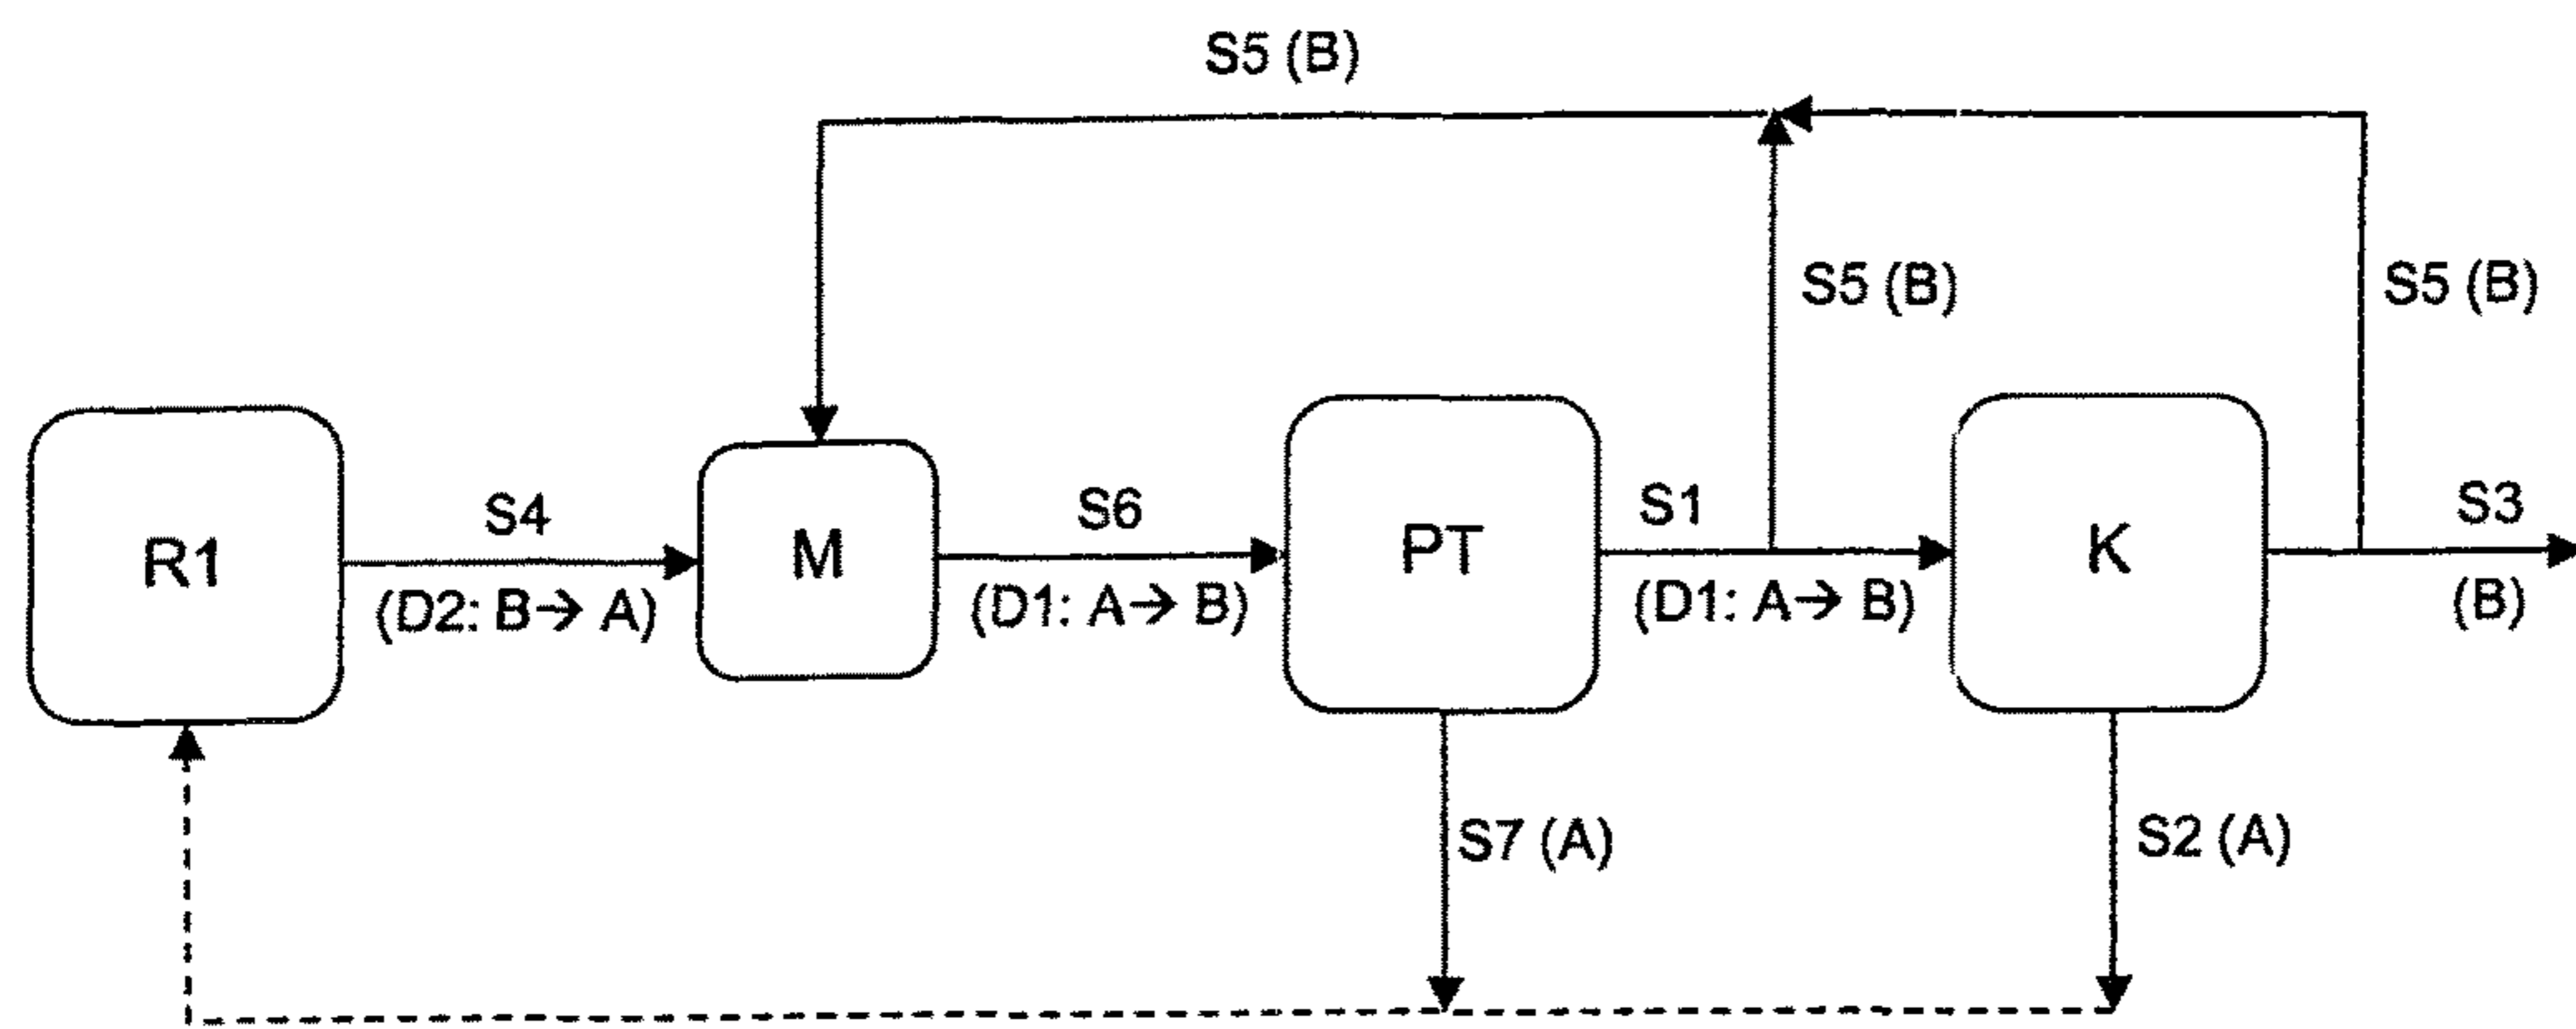 S5 (B)
S5 (B)
S5 (B)
R1
S4
(D2: B→ A)
M
S6
(D1: A→ B)
PT
S1
(D1: A→ B)
K
S3
(B)
S7 (A)
S2 (A)